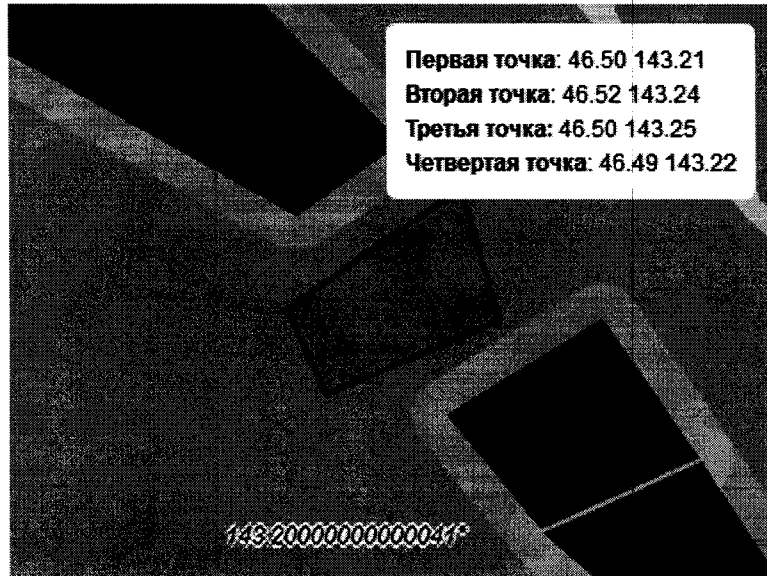 Первая точка: 46.50 143.21
Вторая точка: 46.52 143.24
Третья точка: 46.50 143.25
Четвертая точка: 46.49 143.22
143.200000000000041°